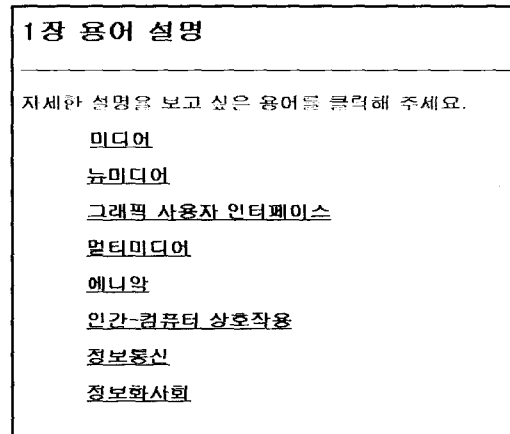 1장 용어 설명
자세한 설명을 보고 싶은 용어를 클릭해 주세요.
미디어
뉴미디어
그래픽 사용자 인터페이스
멀티미디어
에니악
인간-컴퓨터 상호작용
정보통신
정보화사회